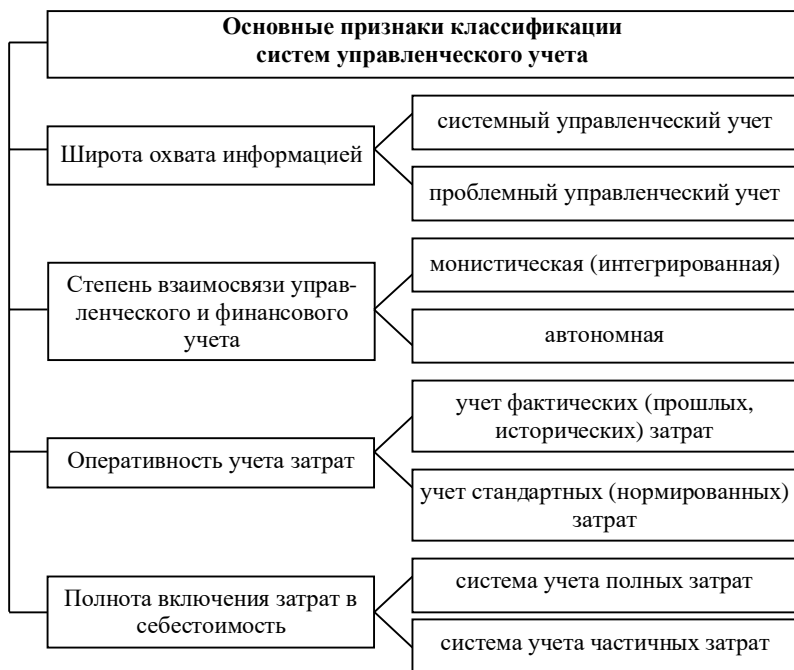 Основные признаки классификации
систем управленческого учета
Широта охвата информацией
системный управленческий учет
проблемный управленческий учет
Степень взаимосвязи управ-
ленческого и финансового
учета
монистическая (интегрированная)
автономная
Оперативность учета затрат
учет фактических (прошлых,
исторических) затрат
учет стандартных (нормированных)
затрат
Полнота включения затрат в
себестоимость
система учета полных затрат
система учета частичных затрат